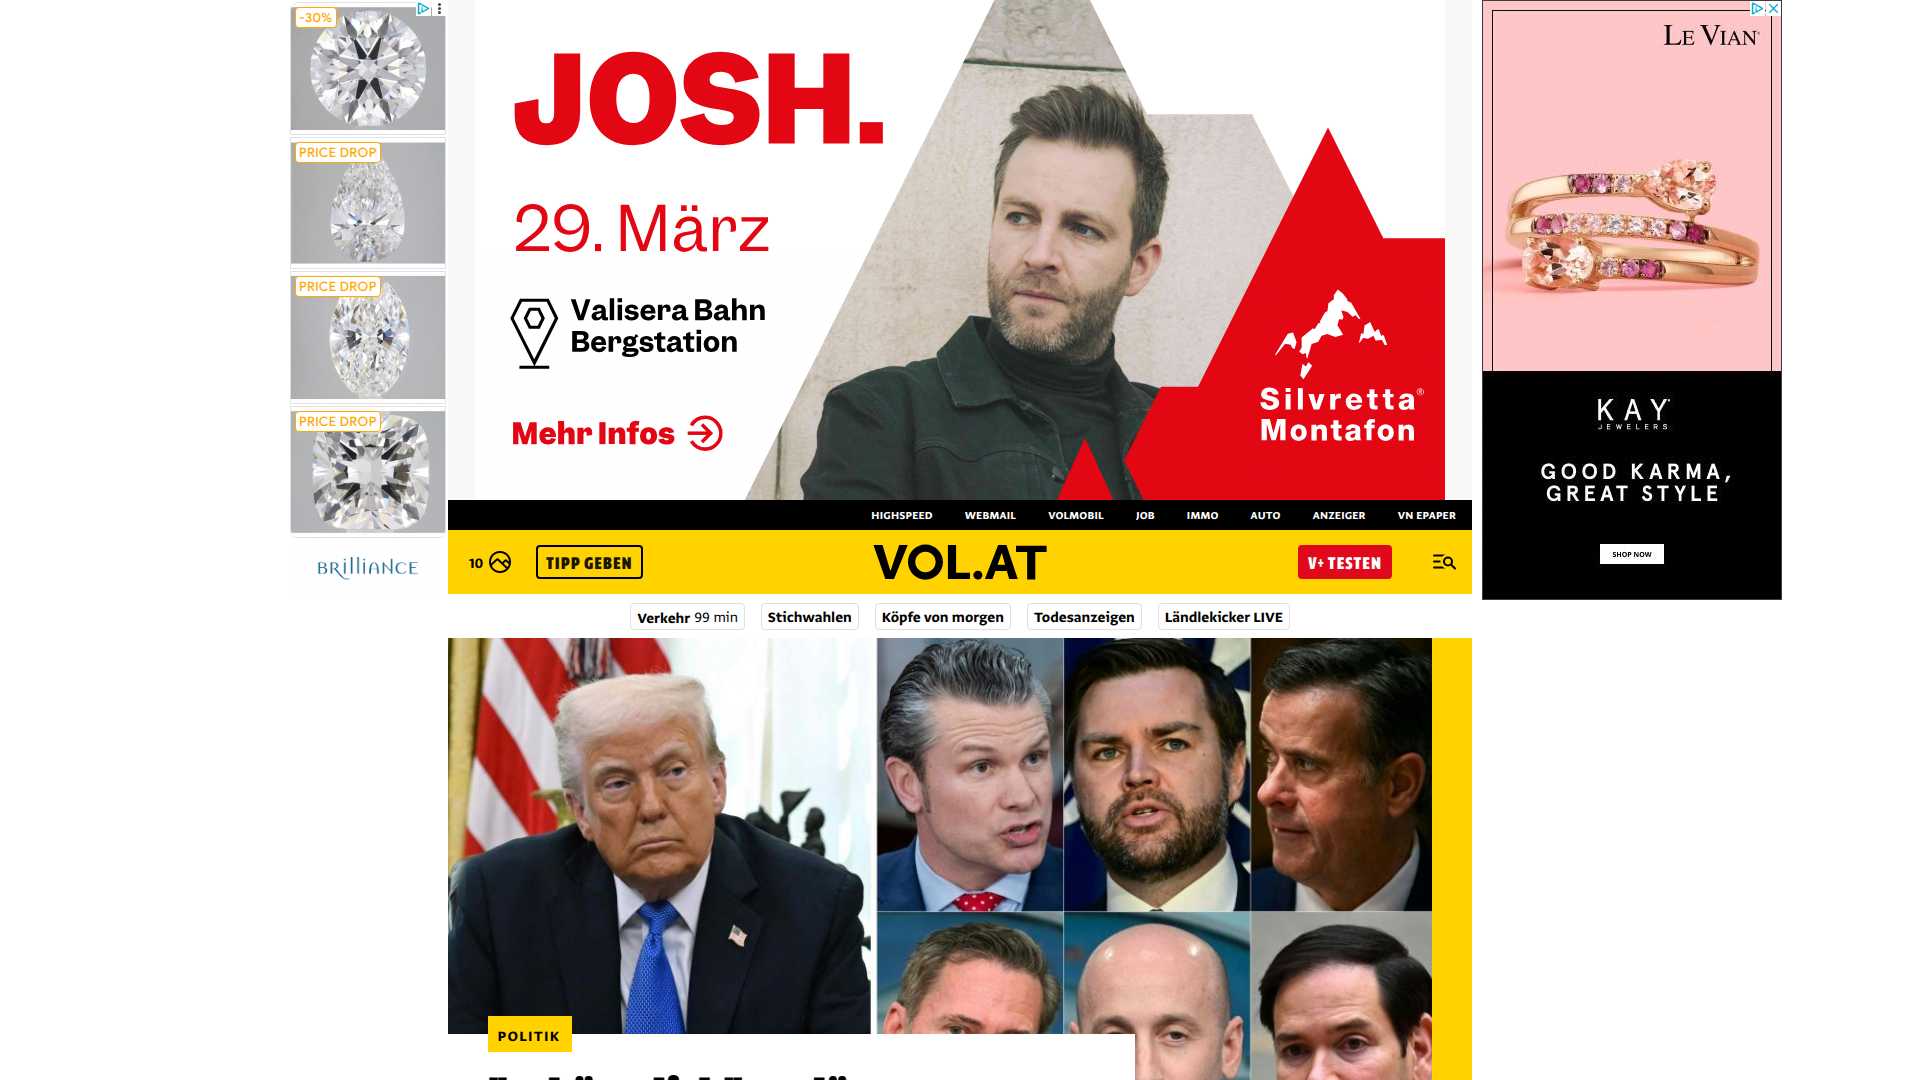 -30%
PRICE DROP
PRICE DROP
PRICE DROP
BRilliANCE
JOSH.
29. März
Valisera Bahn
Bergstation
Mehr Infos
Silvretta®
Montafon
LE VIAN®
KAY
JEWELERS
GOOD KARMA,
GREAT STYLE
SHOP NOW
HIGHSPEED WEBMAIL VOLMOBIL JOB IMMO AUTO ANZEIGER VN EPAPER
10 TIPP GEBEN VOL.AT V+ TESTEN
Verkehr 99 min Stichwahlen Köpfe von morgen Todesanzeigen Ländlekicker LIVE
POLITIK